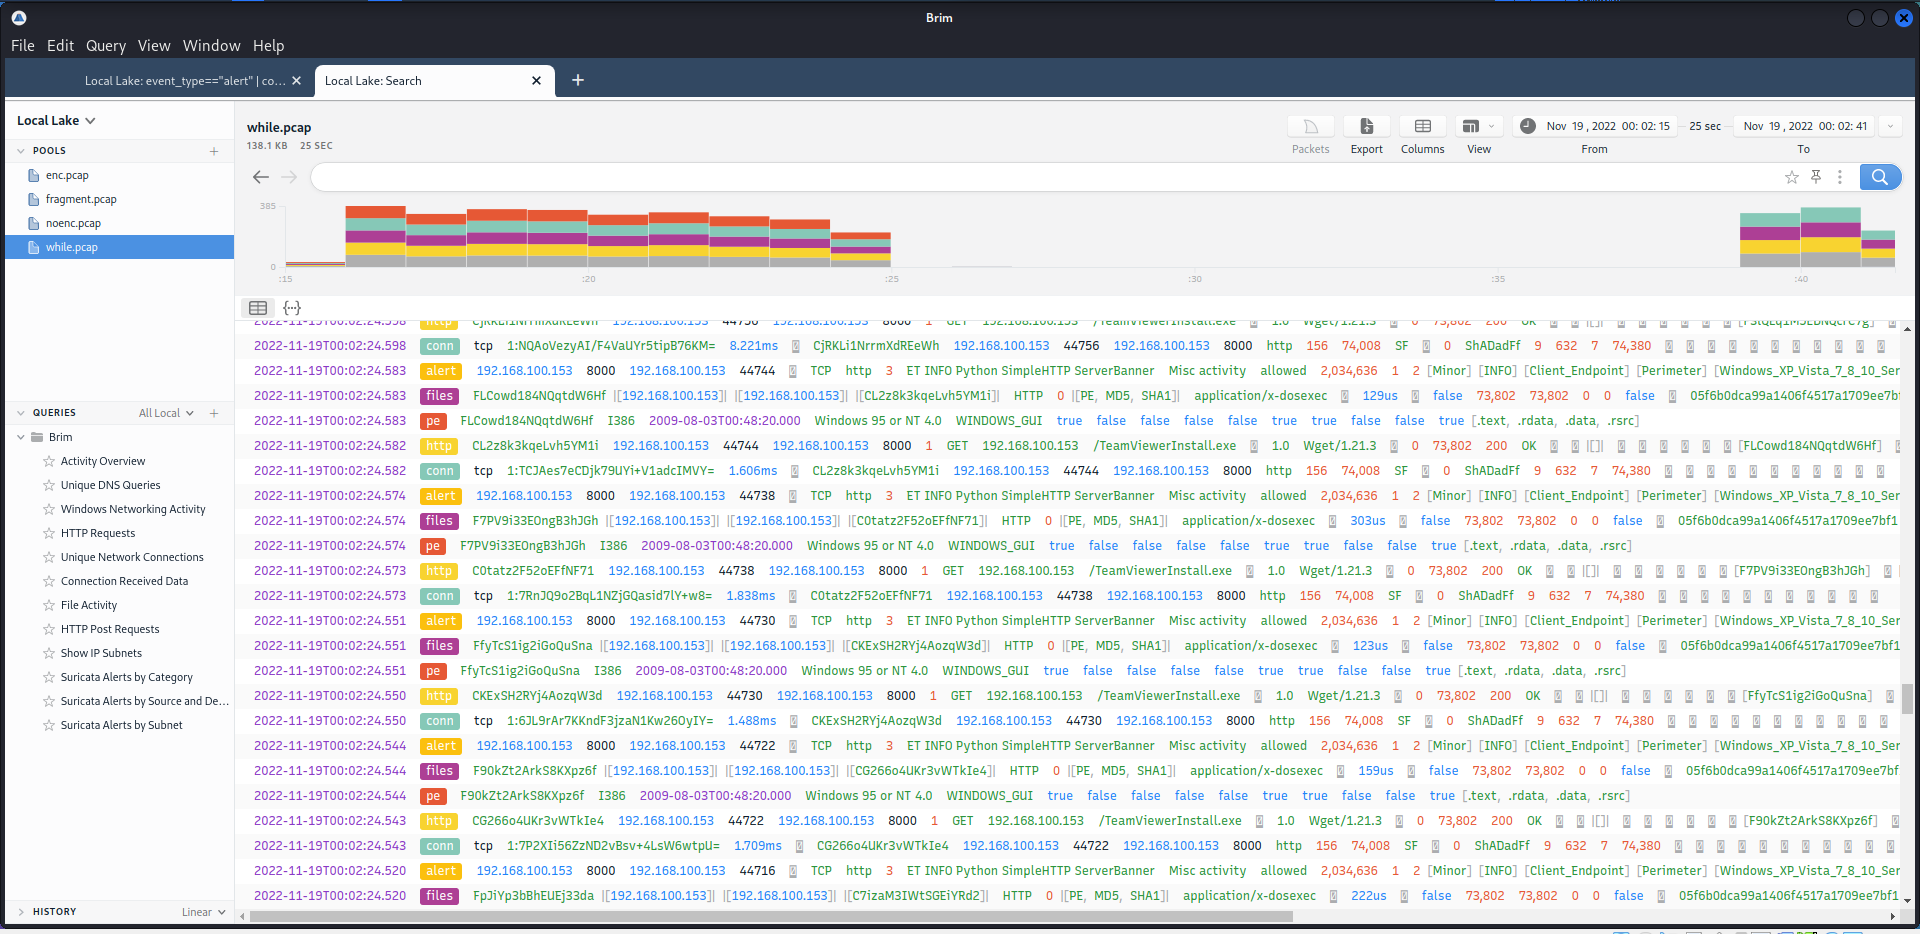 Brim
File Edit Query View Window Help
Local Lake: event_type=="alert" | co... ✕ Local Lake: Search ✕ +
Local Lake
POOLS +
enc.pcap
fragment.pcap
noenc.pcap
while.pcap
QUERIES All Local +
Brim
Activity Overview
Unique DNS Queries
Windows Networking Activity
HTTP Requests
Unique Network Connections
Connection Received Data
File Activity
HTTP Post Requests
Show IP Subnets
Suricata Alerts by Category
Suricata Alerts by Source and De...
Suricata Alerts by Subnet
HISTORY Linear
while.pcap
138.1 KB 25 SEC
Packets Export Columns View
Nov 19 , 2022 00: 02: 15 25 sec Nov 19 , 2022 00: 02: 41
From To
385
0
:15 :20 :25 :30 :35 :40
2022-11-19T00:02:24.598 conn tcp 1:NQAoVezyAI/F4VaUYr5tipB76KM= 8.221ms CjRKLi1NrrmXdREeWh 192.168.100.153 44756 192.168.100.153 8000 http 156 74,008 SF 0 ShADadFf 9 632 7 74,380
2022-11-19T00:02:24.583 alert 192.168.100.153 8000 192.168.100.153 44744 TCP http 3 ET INFO Python SimpleHTTP ServerBanner Misc activity allowed 2,034,636 1 2 [Minor] [INFO] [Client_Endpoint] [Perimeter] [Windows_XP_Vista_7_8_10_Ser
2022-11-19T00:02:24.583 files FLCowd184NQqtdW6Hf |[192.168.100.153]| |[192.168.100.153]| |[CL2z8k3kqeLvh5YM1i]| HTTP 0 |[PE, MD5, SHA1]| application/x-dosexec 129us false 73,802 73,802 0 0 false 05f6b0dca99a1406f4517a1709ee7bf
2022-11-19T00:02:24.583 pe FLCowd184NQqtdW6Hf I386 2009-08-03T00:48:20.000 Windows 95 or NT 4.0 WINDOWS_GUI true false false false false true true false false true [.text, .rdata, .data, .rsrc]
2022-11-19T00:02:24.582 http CL2z8k3kqeLvh5YM1i 192.168.100.153 44744 192.168.100.153 8000 1 GET 192.168.100.153 /TeamViewerInstall.exe 1.0 Wget/1.21.3 0 73,802 200 OK |[]| [FLCowd184NQqtdW6Hf]
2022-11-19T00:02:24.582 conn tcp 1:TCJAes7eCDjk79UYi+V1adcIMVY= 1.606ms CL2z8k3kqeLvh5YM1i 192.168.100.153 44744 192.168.100.153 8000 http 156 74,008 SF 0 ShADadFf 9 632 7 74,380
2022-11-19T00:02:24.574 alert 192.168.100.153 8000 192.168.100.153 44738 TCP http 3 ET INFO Python SimpleHTTP ServerBanner Misc activity allowed 2,034,636 1 2 [Minor] [INFO] [Client_Endpoint] [Perimeter] [Windows_XP_Vista_7_8_10_Ser
2022-11-19T00:02:24.574 files F7PV9i33EOngB3hJGh |[192.168.100.153]| |[192.168.100.153]| |[C0tatz2F52oEFfNF71]| HTTP 0 |[PE, MD5, SHA1]| application/x-dosexec 303us false 73,802 73,802 0 0 false 05f6b0dca99a1406f4517a1709ee7bf1
2022-11-19T00:02:24.574 pe F7PV9i33EOngB3hJGh I386 2009-08-03T00:48:20.000 Windows 95 or NT 4.0 WINDOWS_GUI true false false false false true true false false true [.text, .rdata, .data, .rsrc]
2022-11-19T00:02:24.573 http C0tatz2F52oEFfNF71 192.168.100.153 44738 192.168.100.153 8000 1 GET 192.168.100.153 /TeamViewerInstall.exe 1.0 Wget/1.21.3 0 73,802 200 OK |[]| [F7PV9i33EOngB3hJGh]
2022-11-19T00:02:24.573 conn tcp 1:7RnJQ9o2BqL1NZjGQasid7lY+w8= 1.838ms C0tatz2F52oEFfNF71 192.168.100.153 44738 192.168.100.153 8000 http 156 74,008 SF 0 ShADadFf 9 632 7 74,380
2022-11-19T00:02:24.551 alert 192.168.100.153 8000 192.168.100.153 44730 TCP http 3 ET INFO Python SimpleHTTP ServerBanner Misc activity allowed 2,034,636 1 2 [Minor] [INFO] [Client_Endpoint] [Perimeter] [Windows_XP_Vista_7_8_10_Ser
2022-11-19T00:02:24.551 files FfyTcS1ig2iGoQuSna |[192.168.100.153]| |[192.168.100.153]| |[CKExSH2RYj4AozqW3d]| HTTP 0 |[PE, MD5, SHA1]| application/x-dosexec 123us false 73,802 73,802 0 0 false 05f6b0dca99a1406f4517a1709ee7
2022-11-19T00:02:24.551 pe FfyTcS1ig2iGoQuSna I386 2009-08-03T00:48:20.000 Windows 95 or NT 4.0 WINDOWS_GUI true false false false false true true false false true [.text, .rdata, .data, .rsrc]
2022-11-19T00:02:24.550 http CKExSH2RYj4AozqW3d 192.168.100.153 44730 192.168.100.153 8000 1 GET 192.168.100.153 /TeamViewerInstall.exe 1.0 Wget/1.21.3 0 73,802 200 OK |[]| [FfyTcS1ig2iGoQuSna]
2022-11-19T00:02:24.550 conn tcp 1:6JL9rAr7KKndF3jzaN1Kw26OyIY= 1.488ms CKExSH2RYj4AozqW3d 192.168.100.153 44730 192.168.100.153 8000 http 156 74,008 SF 0 ShADadFf 9 632 7 74,380
2022-11-19T00:02:24.544 alert 192.168.100.153 8000 192.168.100.153 44722 TCP http 3 ET INFO Python SimpleHTTP ServerBanner Misc activity allowed 2,034,636 1 2 [Minor] [INFO] [Client_Endpoint] [Perimeter] [Windows_XP_Vista_7_8_10_Ser
2022-11-19T00:02:24.544 files F90kZt2ArkS8KXpz6f |[192.168.100.153]| |[192.168.100.153]| |[CG266o4UKr3vWTkIe4]| HTTP 0 |[PE, MD5, SHA1]| application/x-dosexec 159us false 73,802 73,802 0 0 false 05f6b0dca99a1406f4517a1709ee7bf
2022-11-19T00:02:24.544 pe F90kZt2ArkS8KXpz6f I386 2009-08-03T00:48:20.000 Windows 95 or NT 4.0 WINDOWS_GUI true false false false false true true false false true [.text, .rdata, .data, .rsrc]
2022-11-19T00:02:24.543 http CG266o4UKr3vWTkIe4 192.168.100.153 44722 192.168.100.153 8000 1 GET 192.168.100.153 /TeamViewerInstall.exe 1.0 Wget/1.21.3 0 73,802 200 OK |[]| [F90kZt2ArkS8KXpz6f]
2022-11-19T00:02:24.543 conn tcp 1:7P2XIi56ZzND2vBsv+4LsW6wtpU= 1.709ms CG266o4UKr3vWTkIe4 192.168.100.153 44722 192.168.100.153 8000 http 156 74,008 SF 0 ShADadFf 9 632 7 74,380
2022-11-19T00:02:24.520 alert 192.168.100.153 8000 192.168.100.153 44716 TCP http 3 ET INFO Python SimpleHTTP ServerBanner Misc activity allowed 2,034,636 1 2 [Minor] [INFO] [Client_Endpoint] [Perimeter] [Windows_XP_Vista_7_8_10_Ser
2022-11-19T00:02:24.520 files FpJiYp3bBhEUEj33da |[192.168.100.153]| |[192.168.100.153]| |[C7izaM3IWtSGEiYRd2]| HTTP 0 |[PE, MD5, SHA1]| application/x-dosexec 222us false 73,802 73,802 0 0 false 05f6b0dca99a1406f4517a1709ee7bf1